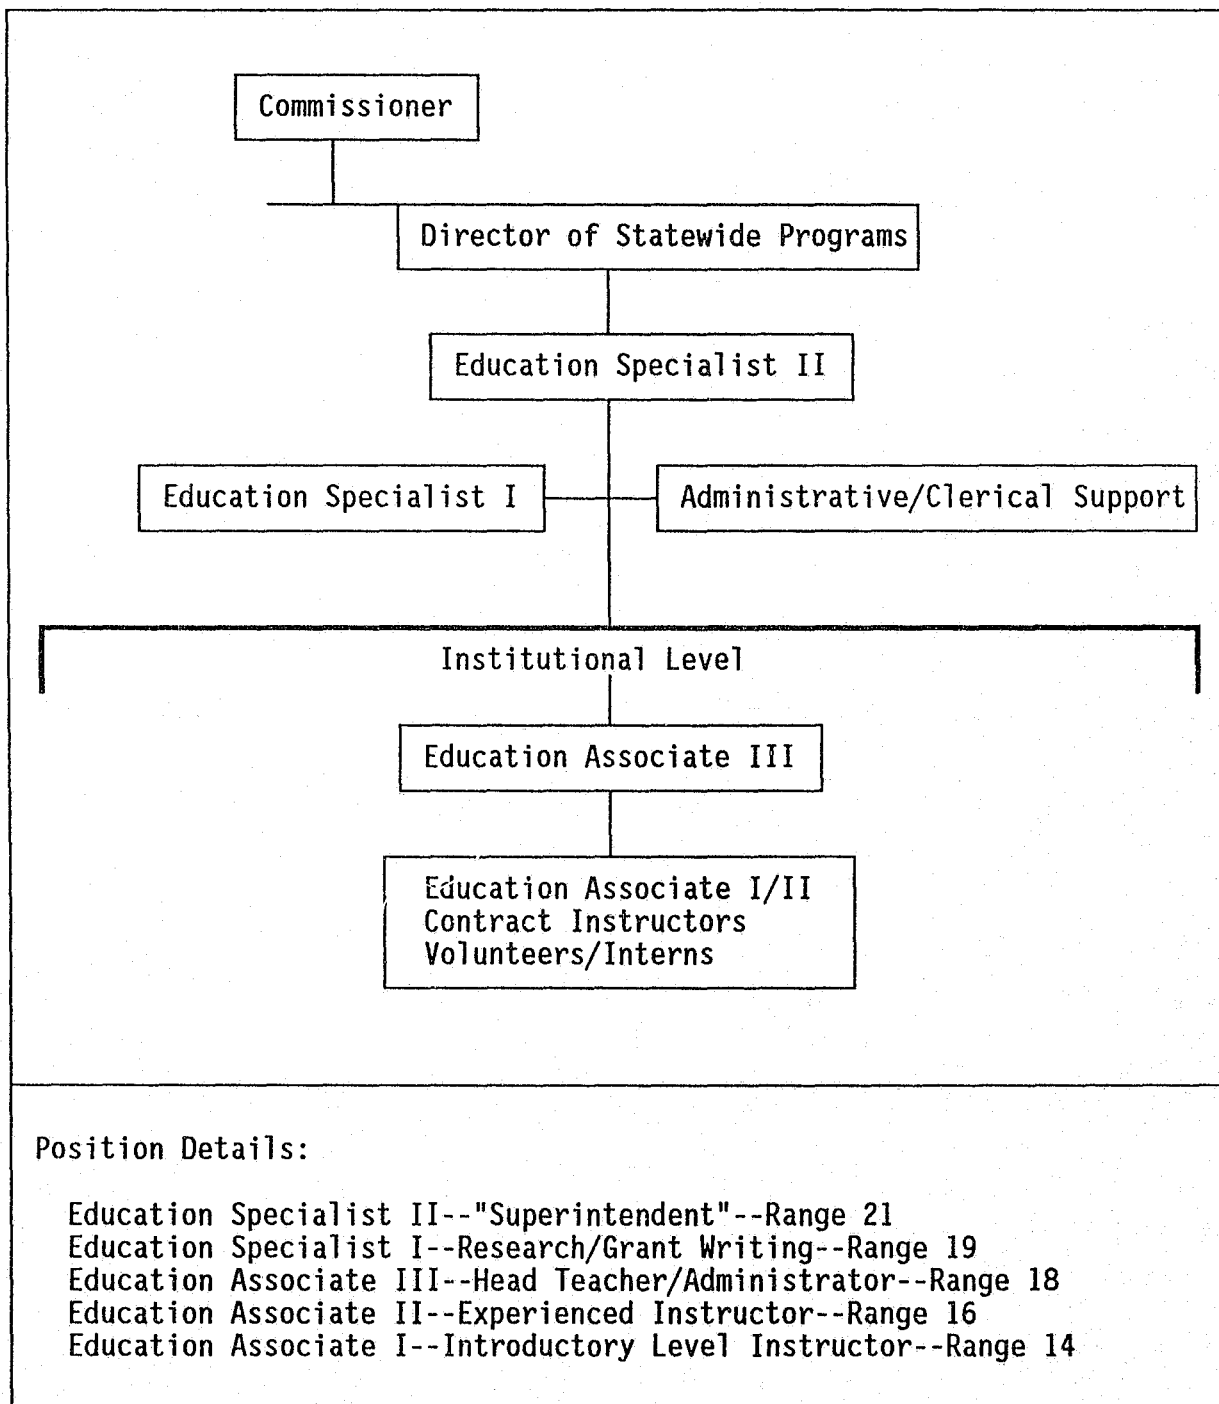 Commissioner
Director of Statewide Programs
Education Specialist II
Education Specialist I
Administrative/Clerical Support
Institutional Level
Education Associate III
Education Associate I/II
Contract Instructors
Volunteers/Interns
Position Details:
Education Specialist II--"Superintendent"--Range 21
Education Specialist I--Research/Grant Writing--Range 19
Education Associate III--Head Teacher/Administrator--Range 18
Education Associate II--Experienced Instructor--Range 16
Education Associate I--Introductory Level Instructor--Range 14